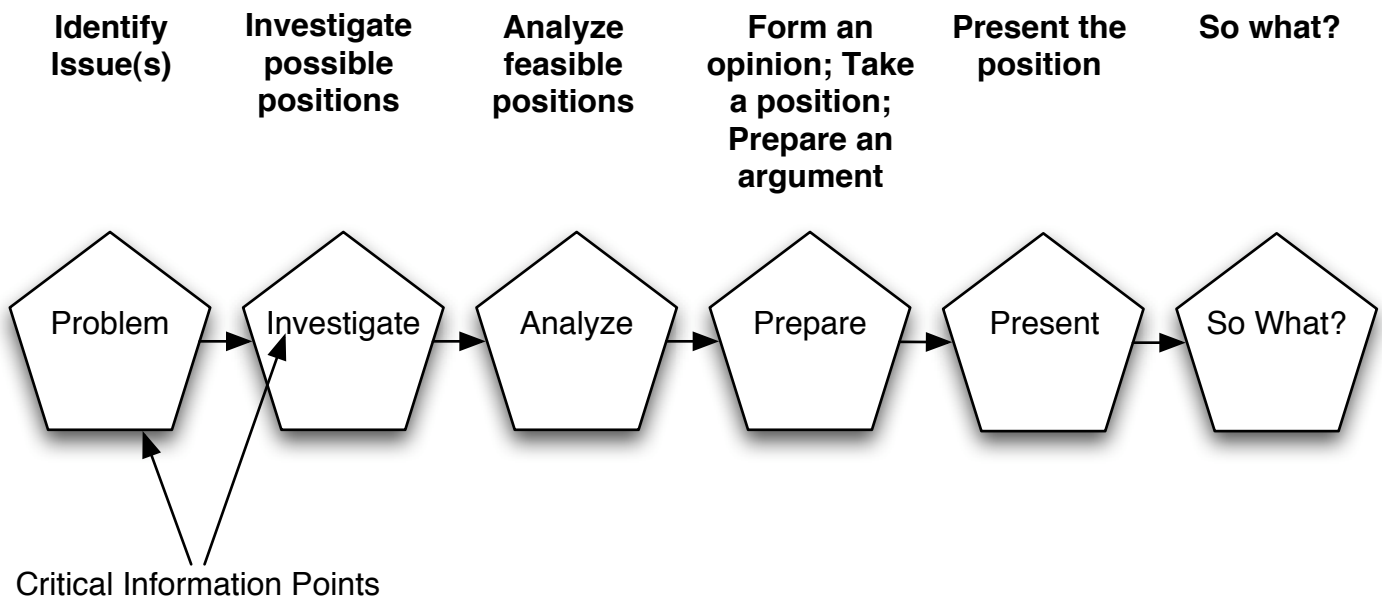 Identify
Issue(s)
Investigate
possible
positions
Analyze
feasible
positions
Form an
opinion; Take
a position;
Prepare an
argument
Present the
position
So what?
Problem
Investigate
Analyze
Prepare
Present
So What?
Critical Information Points